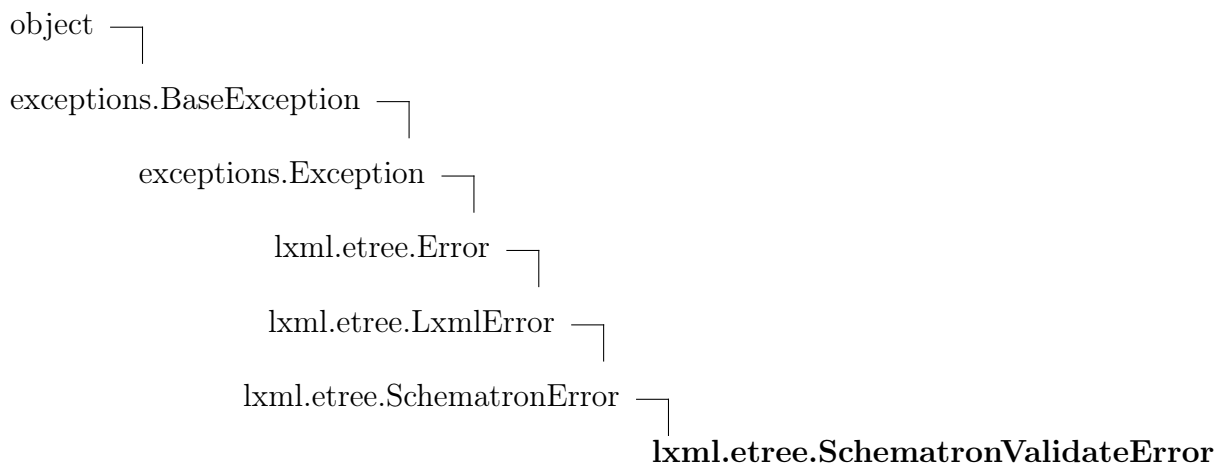 object
exceptions.BaseException
exceptions.Exception
lxml.etree.Error
lxml.etree.LxmlError
lxml.etree.SchematronError
lxml.etree.SchematronValidateError